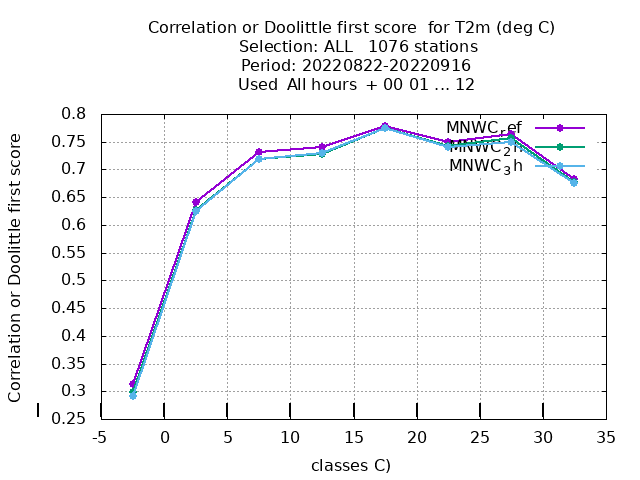 Correlation or Doolittle first score  for T2m (deg C)
Selection: ALL   1076 stations
Period: 20220822-20220916
Used  All hours  + 00 01 ... 12
Correlation or Doolittle first score
0.8
0.75
0.7
0.65
0.6
0.55
0.5
0.45
0.4
0.35
0.3
0.25
MNWC_ref
MNWC_2h
MNWC_3h
-5 0 5 10 15 20 25 30 35
classes C)